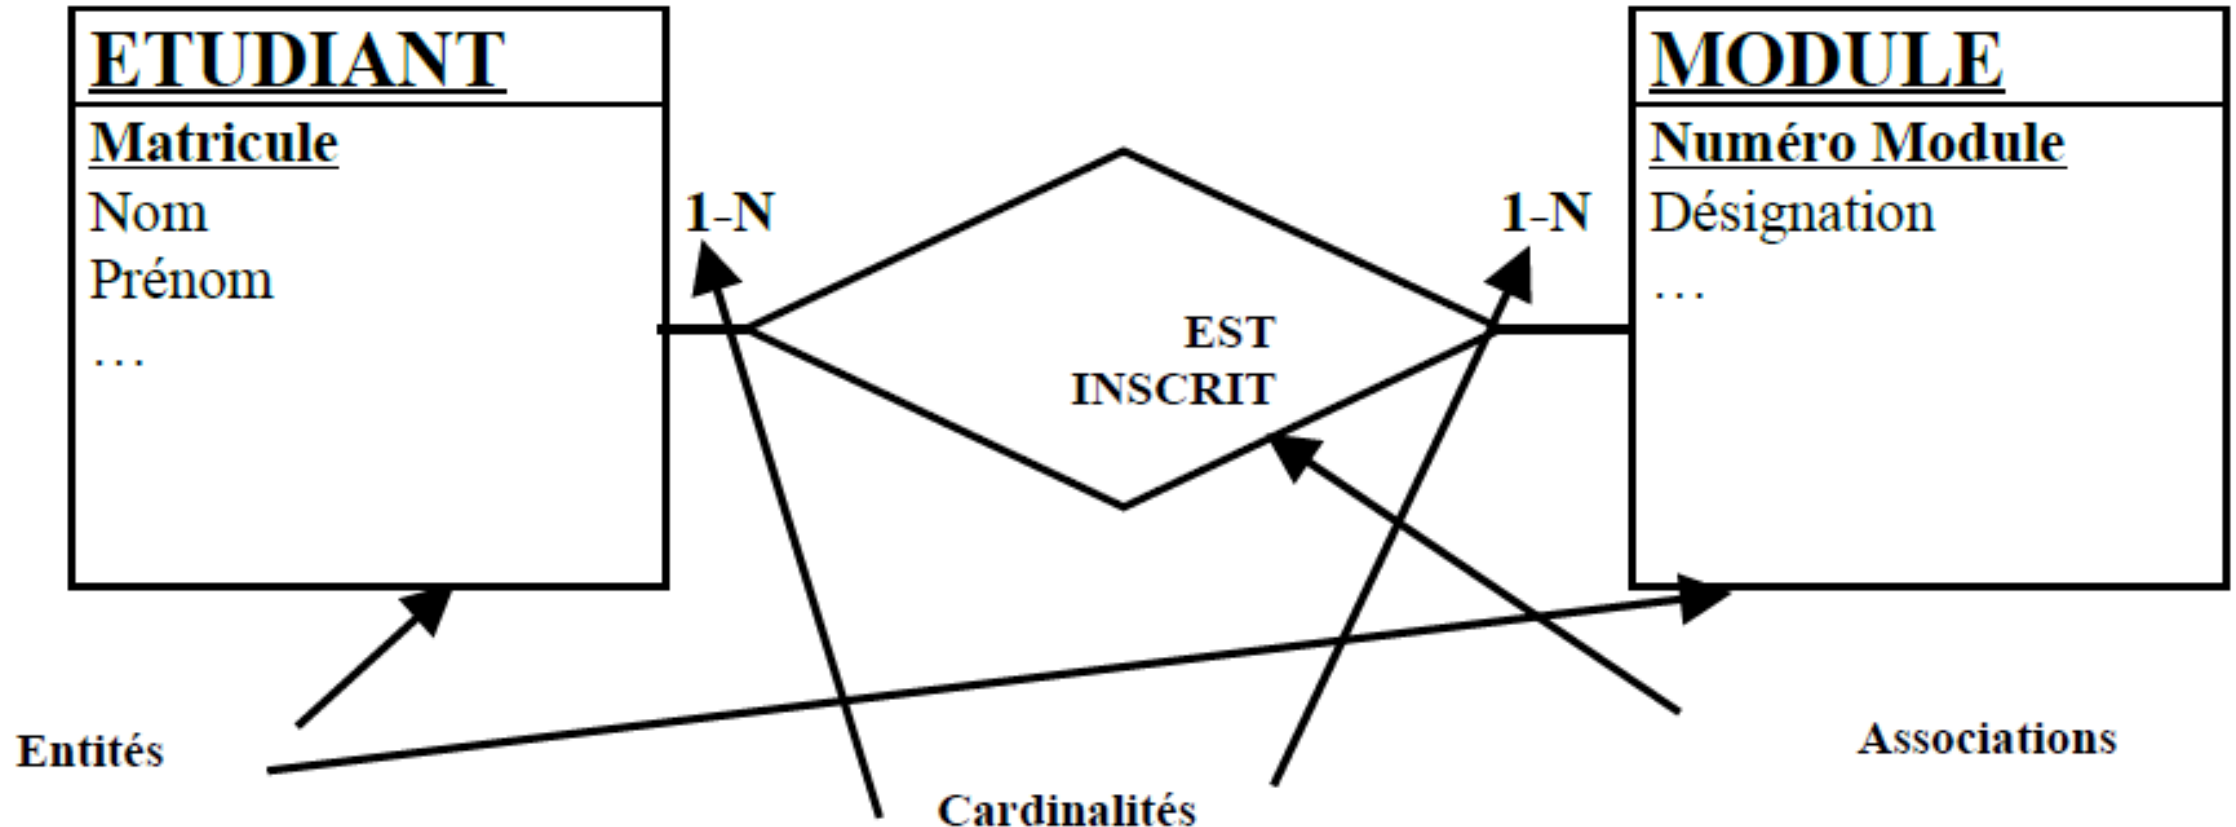 ETUDIANT
Matricule
Nom
Prénom
…
1-N
EST
INSCRIT
1-N
MODULE
Numéro Module
Désignation
…
Entités
Cardinalités
Associations